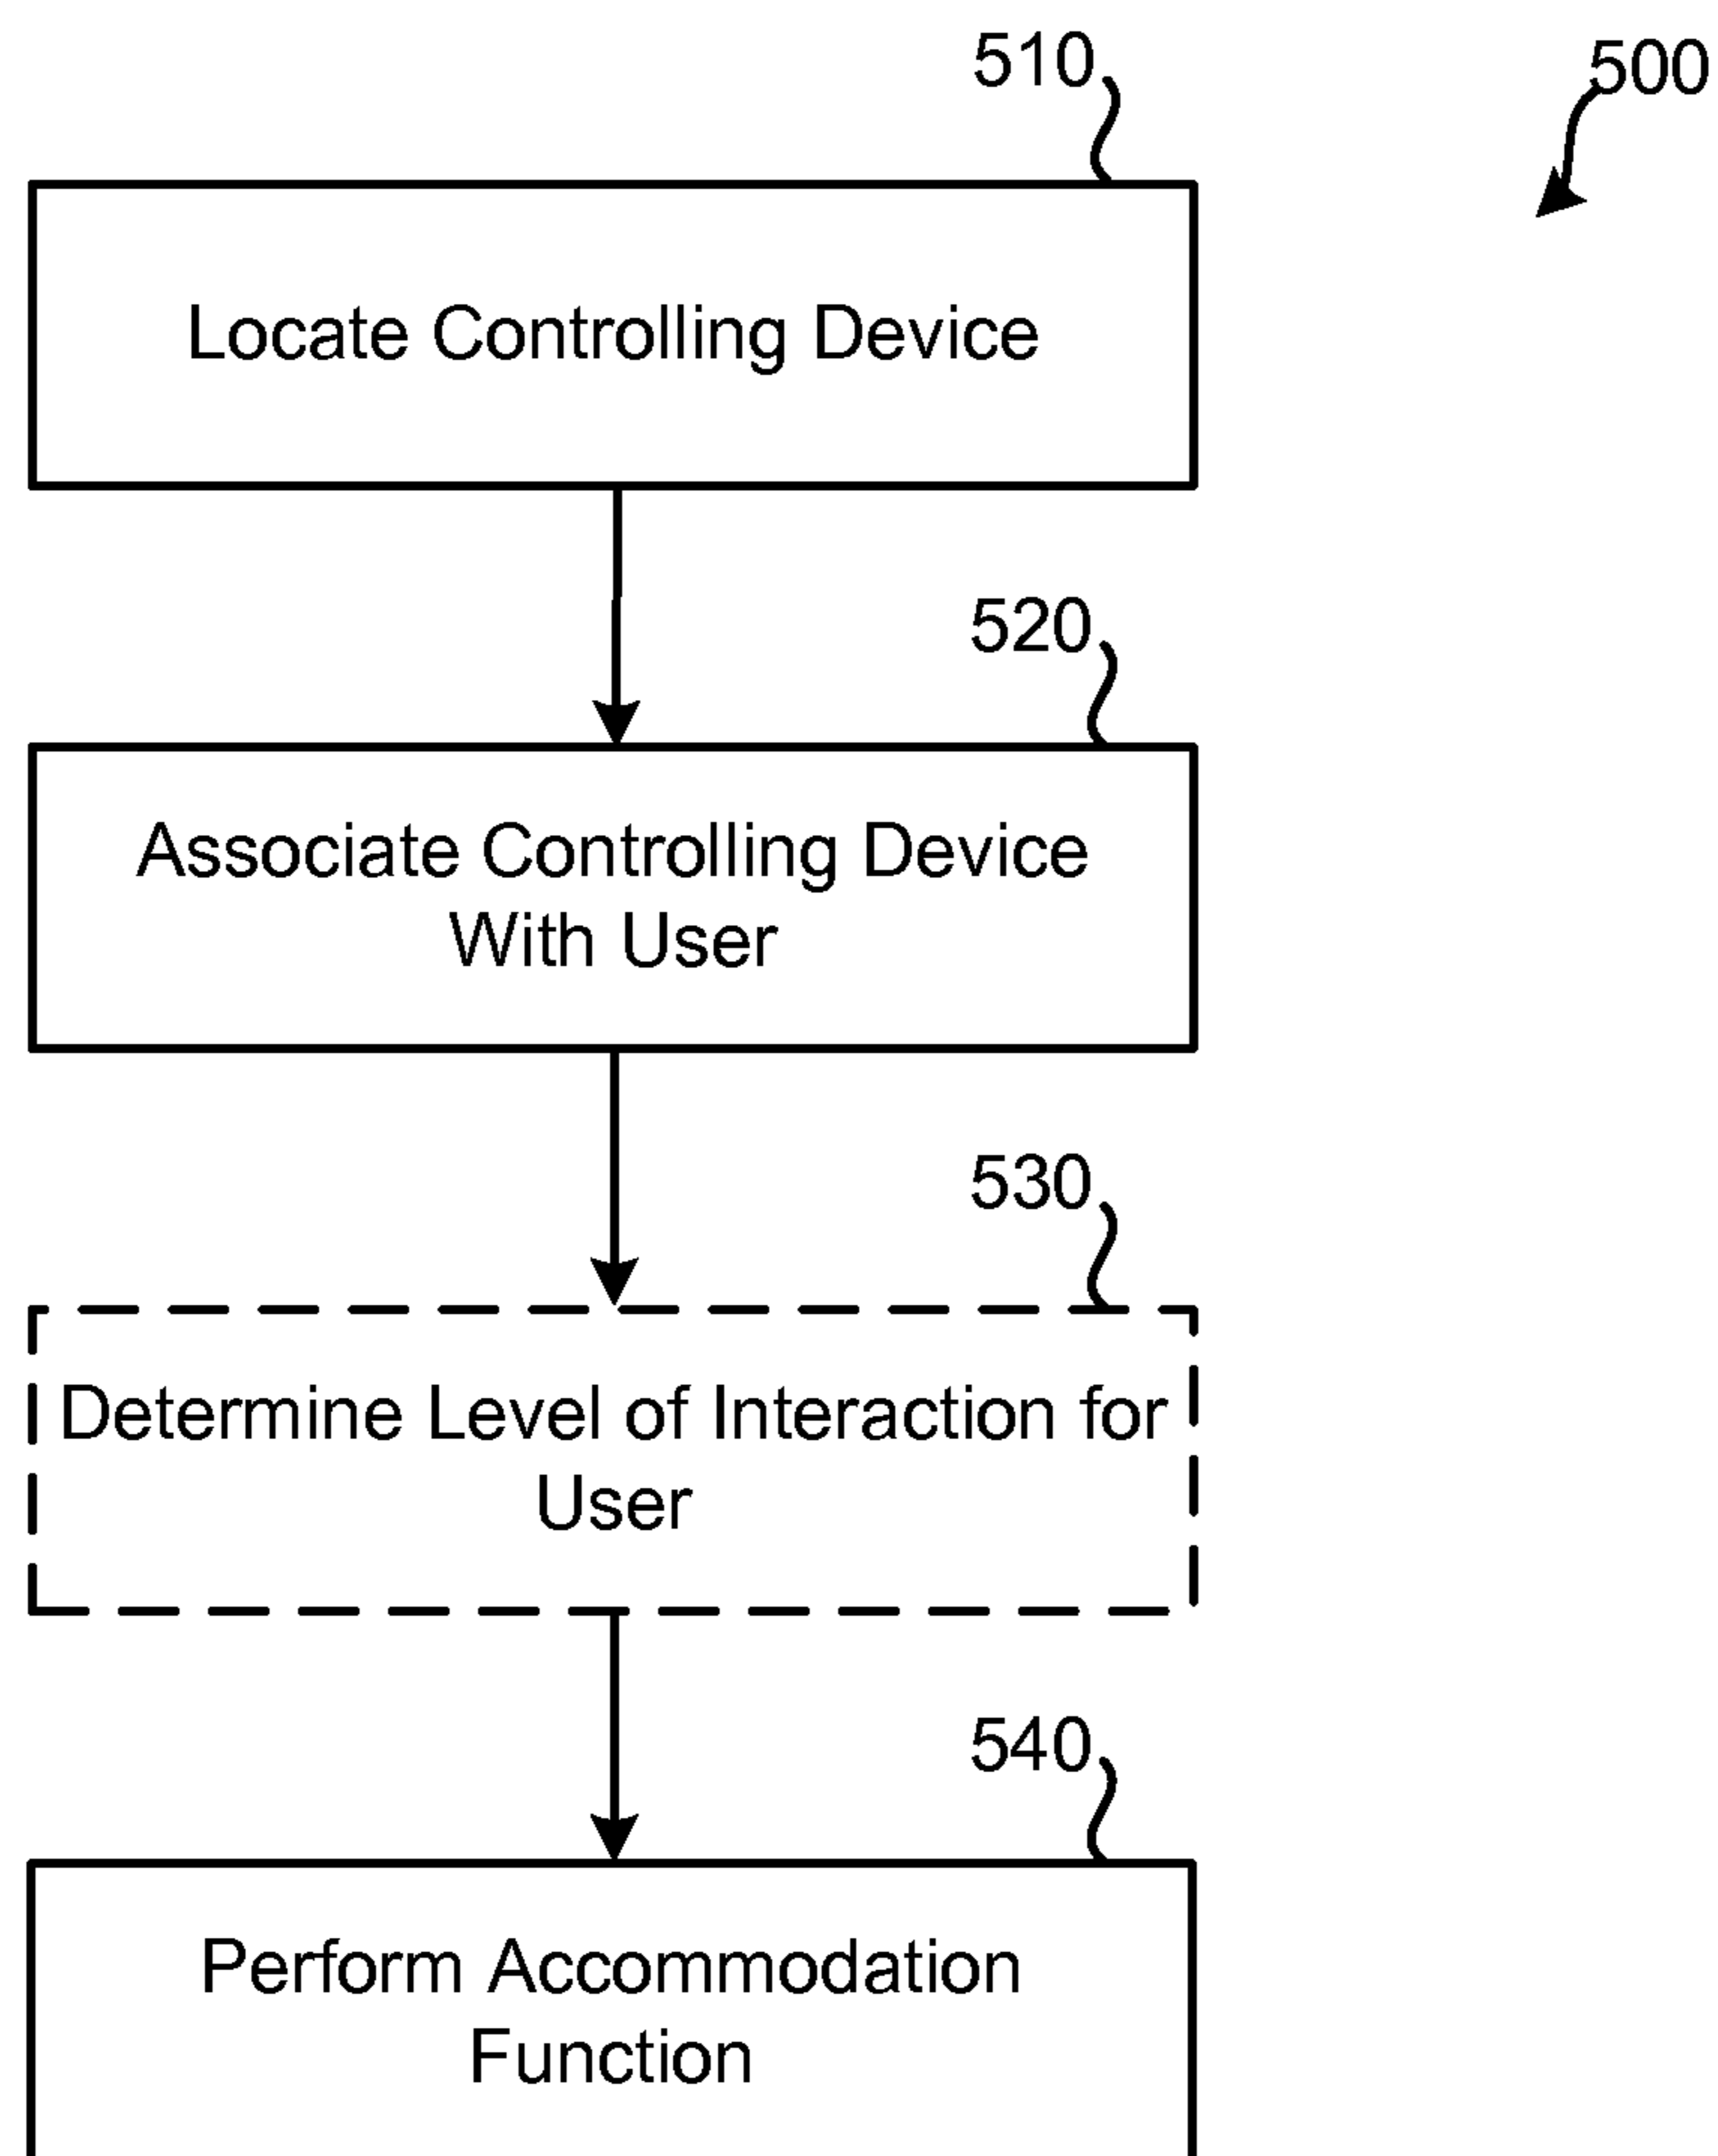 510
500
Locate Controlling Device
520
Associate Controlling Device
With User
530
Determine Level of Interaction for
User
540
Perform Accommodation
Function